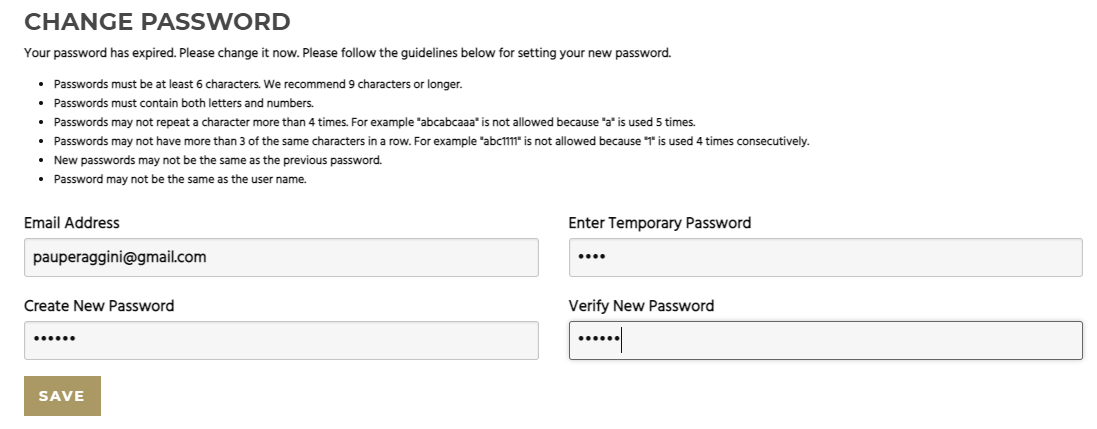 CHANGE PASSWORD
Your password has expired. Please change it now. Please follow the guidelines below for setting your new password.
• Passwords must be at least 6 characters. We recommend 9 characters or longer.
• Passwords must contain both letters and numbers.
• Passwords may not repeat a character more than 4 times. For example "abcabcaaa" is not allowed because "a" is used 5 times.
• Passwords may not have more than 3 of the same characters in a row. For example "abc1111" is not allowed because "1" is used 4 times consecutively.
• New passwords may not be the same as the previous password.
• Password may not be the same as the user name.
Email Address
Enter Temporary Password
pauperaggini@gmail.com
••••
Create New Password
Verify New Password
••••••
••••••
SAVE